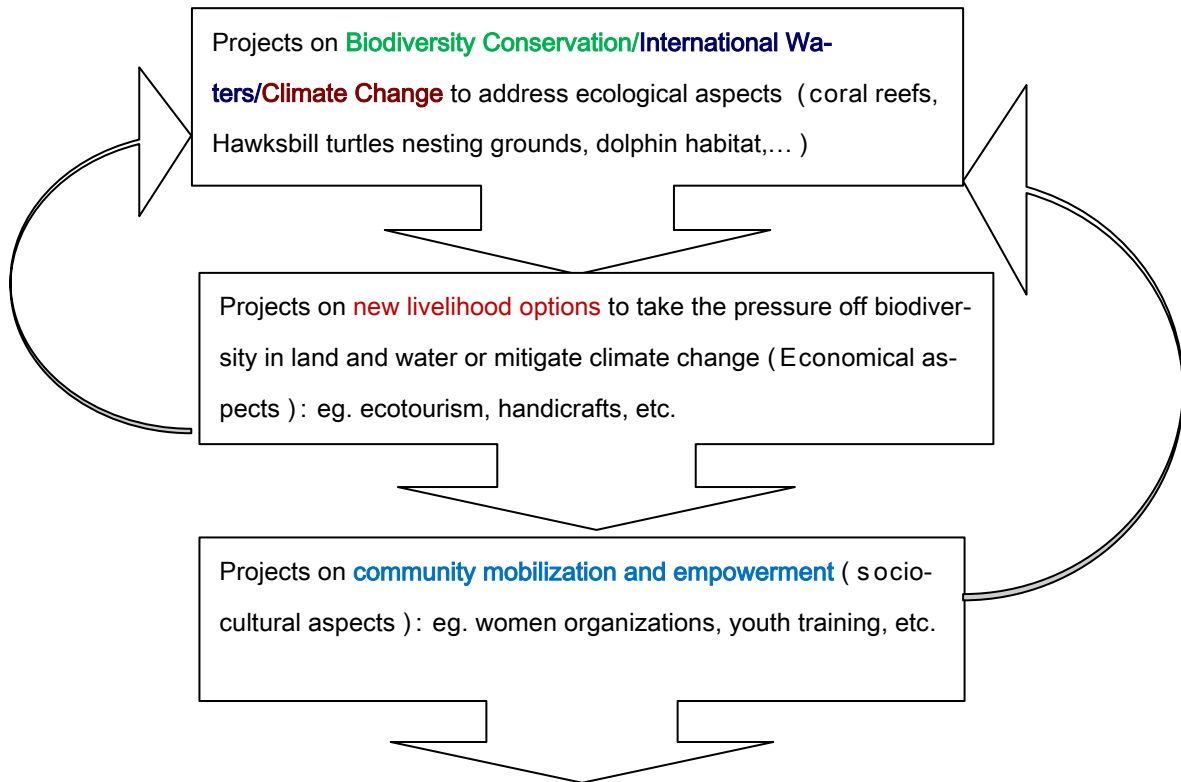 Projects on Biodiversity Conservation/International Wa-
ters/Climate Change to address ecological aspects (coral reefs,
Hawksbill turtles nesting grounds, dolphin habitat,… )
Projects on new livelihood options to take the pressure off biodiver-
sity in land and water or mitigate climate change (Economical as-
pects): eg. ecotourism, handicrafts, etc.
Projects on community mobilization and empowerment (socio-
cultural aspects): eg. women organizations, youth training, etc.